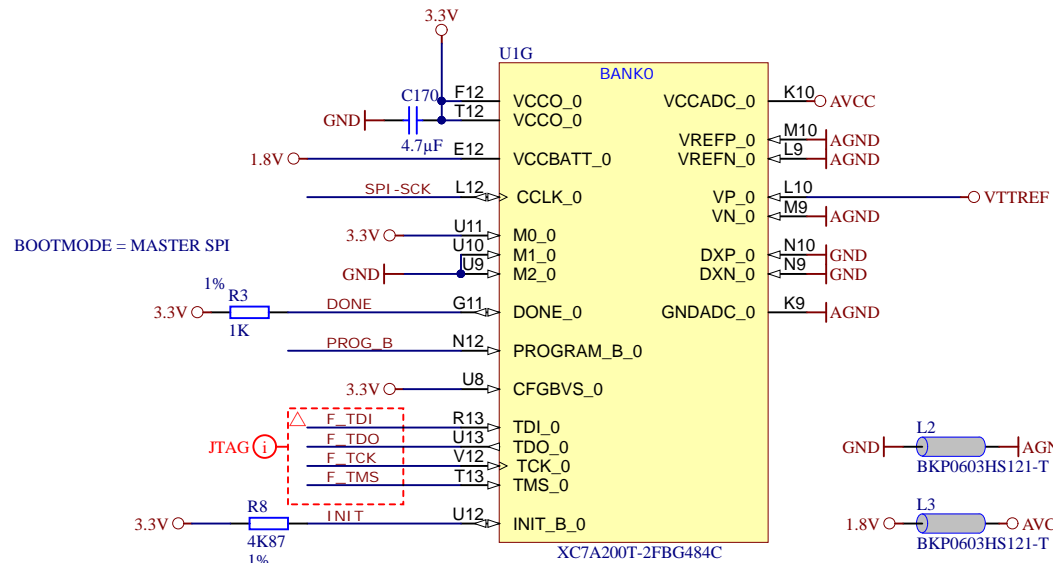 3.3V
U1G
BANK0
C170
GND
4.7µF
F12
VCCO_0
T12
VCCO_0
VCCADC_0
K10
AVCC
VREFP_0
M10
AGND
1.8V
E12
VCCBATT_0
VREFN_0
L9
AGND
SPI-SCK
L12
CCLK_0
VP_0
L10
VTTREF
VN_0
M9
AGND
BOOTMODE = MASTER SPI
3.3V
U11
M0_0
U10
M1_0
GND
U9
M2_0
DXP_0
N10
GND
DXN_0
N9
GND
1%
R3
3.3V
1K
DONE
G11
DONE_0
GNDADC_0
K9
AGND
PROG_B
N12
PROGRAM_B_0
3.3V
U8
CFGBVS_0
JTAG
i
F_TDI
R13
TDI_0
F_TDO
U13
TDO_0
F_TCK
V12
TCK_0
F_TMS
T13
TMS_0
L2
GND
AGN
BKP0603HS121-T
R8
3.3V
4K87
1%
INIT
U12
INIT_B_0
L3
1.8V
AVC
BKP0603HS121-T
XC7A200T-2FBG484C